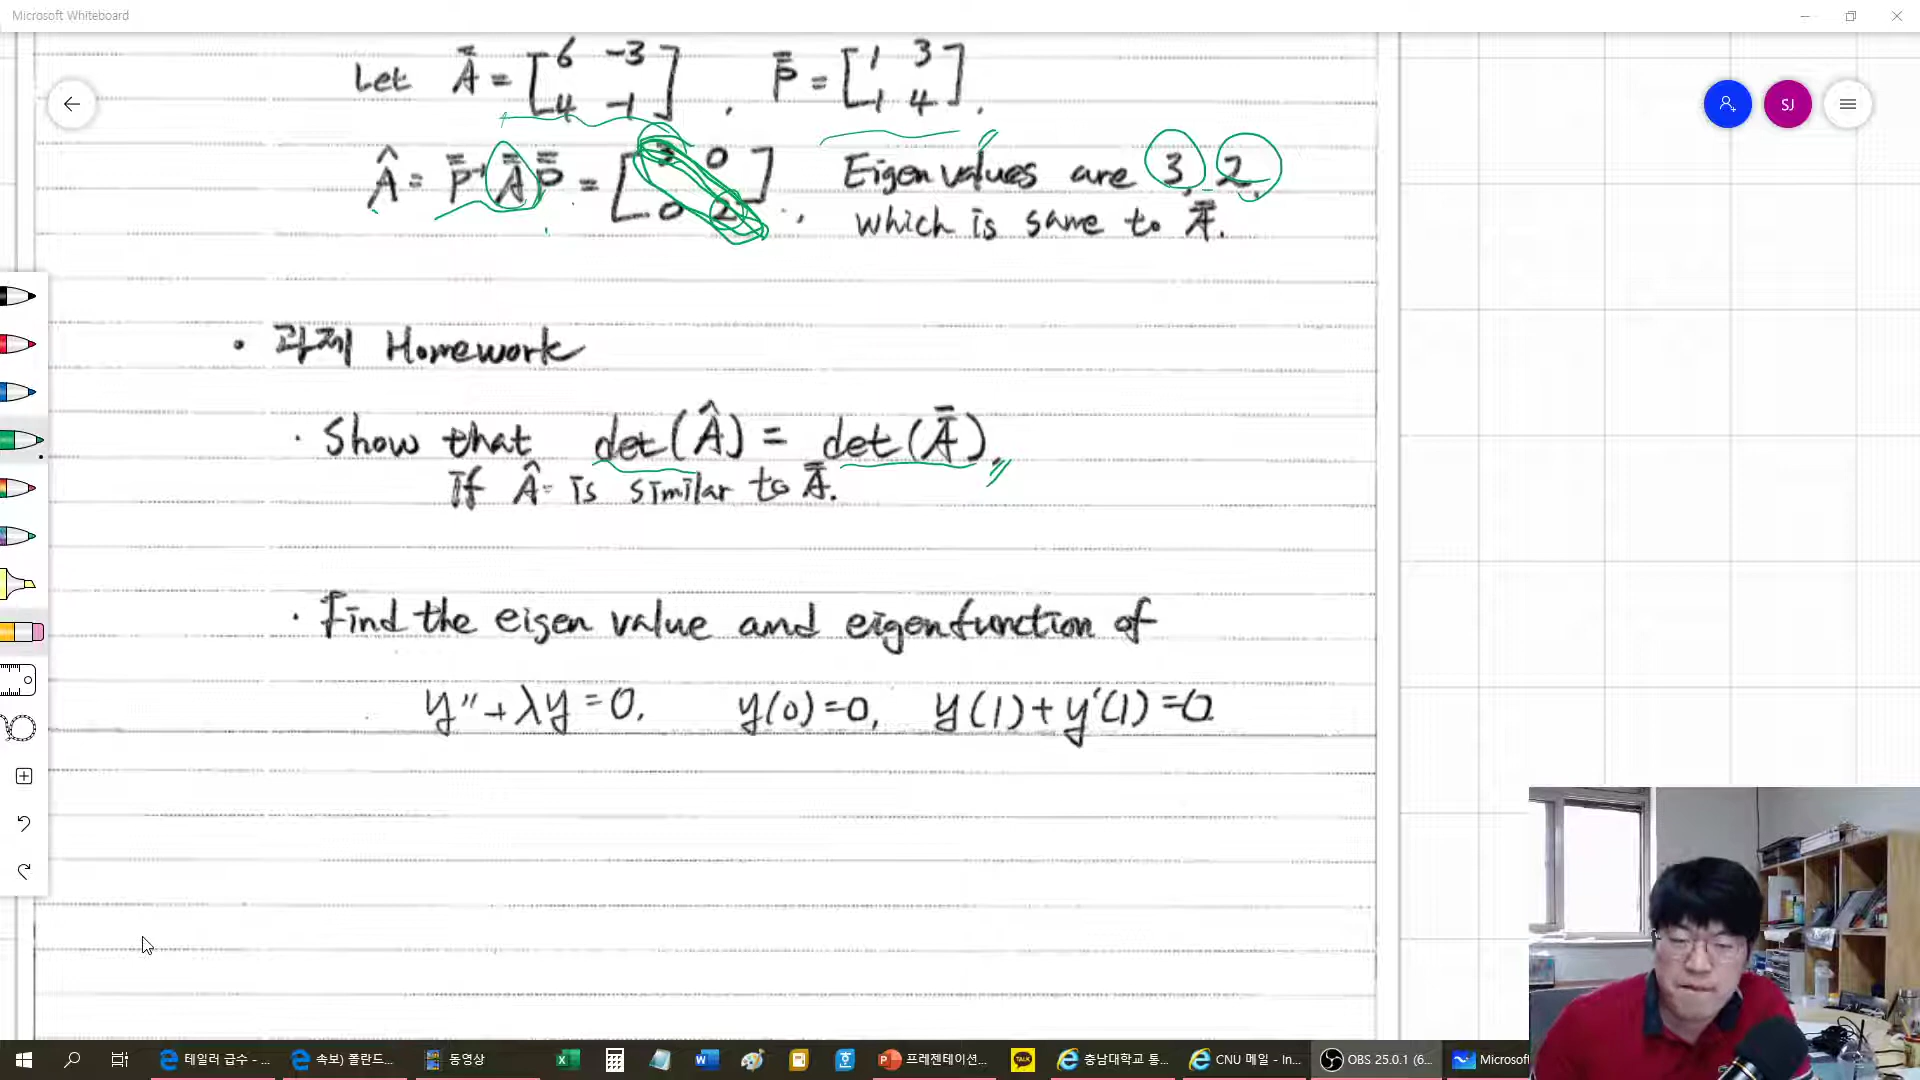 Microsoft Whiteboard
Let A̿ = [6 -3; 4 -1], P̿ = [1 3; 1 4].
Â = P̿⁻¹ A̿ P̿ = [3 0; 0 2]. Eigen values are 3, 2,
which is same to A̿.
SJ
• 과제 Homework
· Show that det(Â) = det(A̿),
if Â is similar to A̿.
· Find the eigen value and eigenfunction of
y'' + λy = 0, y(0) = 0, y(1) + y'(1) = 0
테일러 급수 - ...
속보) 폴란드...
동영상
프레젠테이션...
TALK
충남대학교 통...
CNU 메일 - In...
OBS 25.0.1 (6...
Microsoft